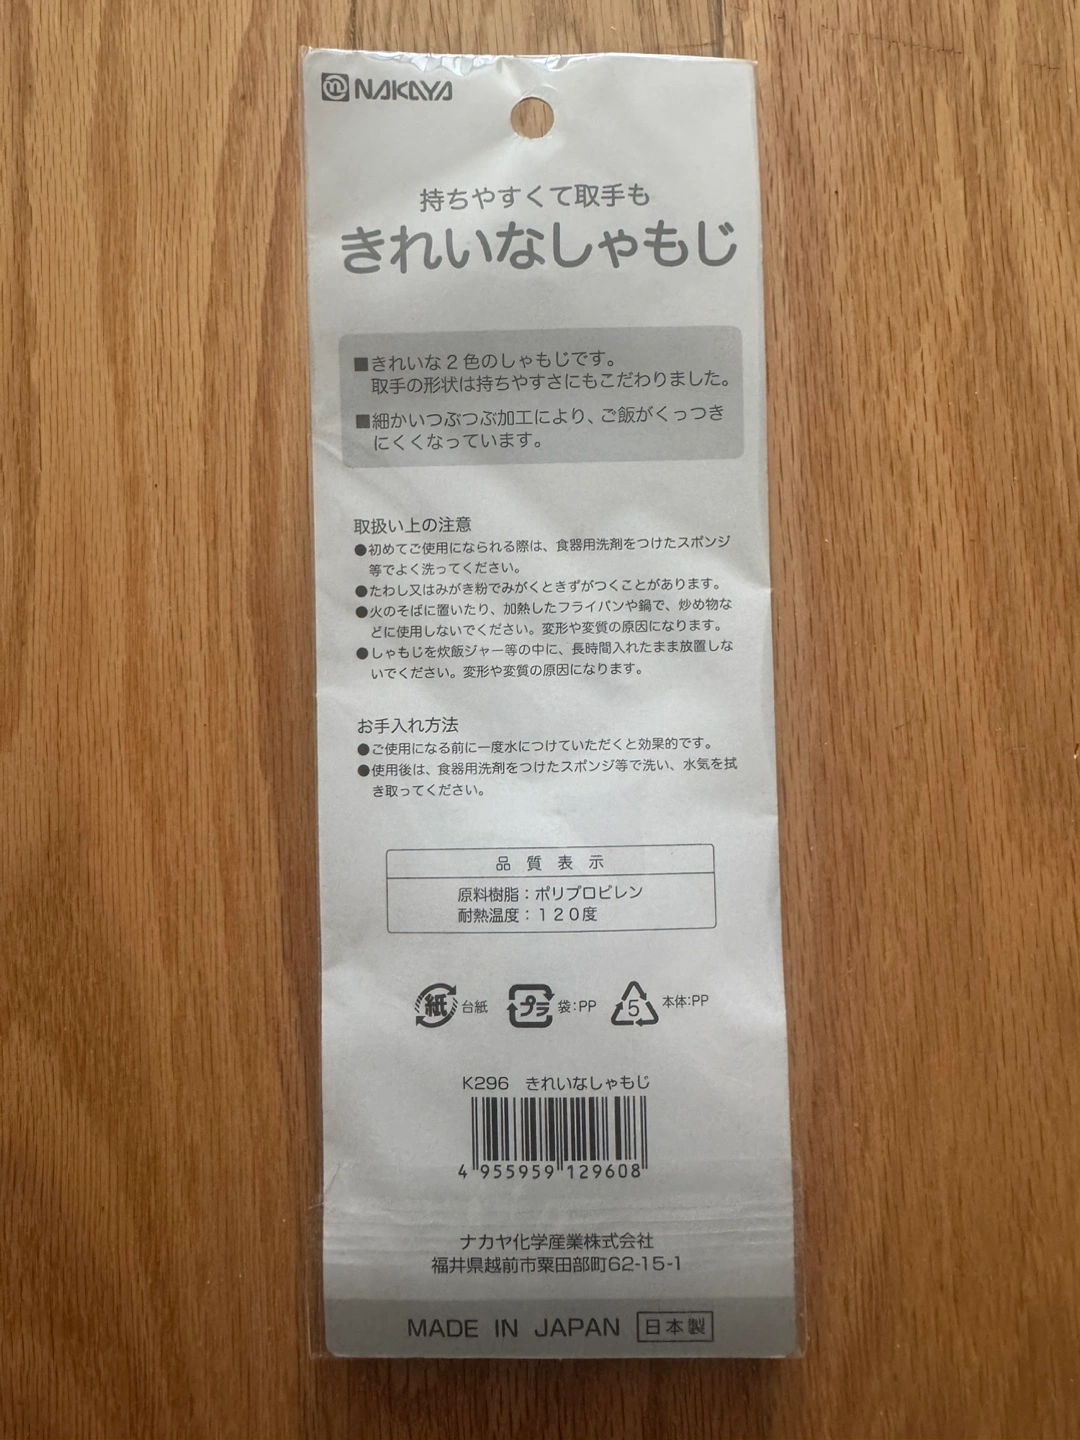 NAKAYA
持ちやすくて取手も
きれいなしゃもじ
■きれいな2色のしゃもじです。
取手の形状は持ちやすさにもこだわりました。
■細かいつぶつぶ加工により、ご飯がくっつき
にくくなっています。
取扱い上の注意
●初めてご使用になられる際は、食器用洗剤をつけたスポンジ
等でよく洗ってください。
●たわし又はみがき粉でみがくときずがつくことがあります。
●火のそばに置いたり、加熱したフライパンや鍋で、炒め物な
どに使用しないでください。変形や変質の原因になります。
●しゃもじを炊飯ジャー等の中に、長時間入れたまま放置しな
いでください。変形や変質の原因になります。
お手入れ方法
●ご使用になる前に一度水につけていただくと効果的です。
●使用後は、食器用洗剤をつけたスポンジ等で洗い、水気を拭
き取ってください。
品質表示
原料樹脂：ポリプロピレン
耐熱温度：120度
紙 台紙 プラ 袋:PP 5 本体:PP
K296 きれいなしゃもじ
4 955959 129608
ナカヤ化学産業株式会社
福井県越前市粟田部町62-15-1
MADE IN JAPAN 日本製